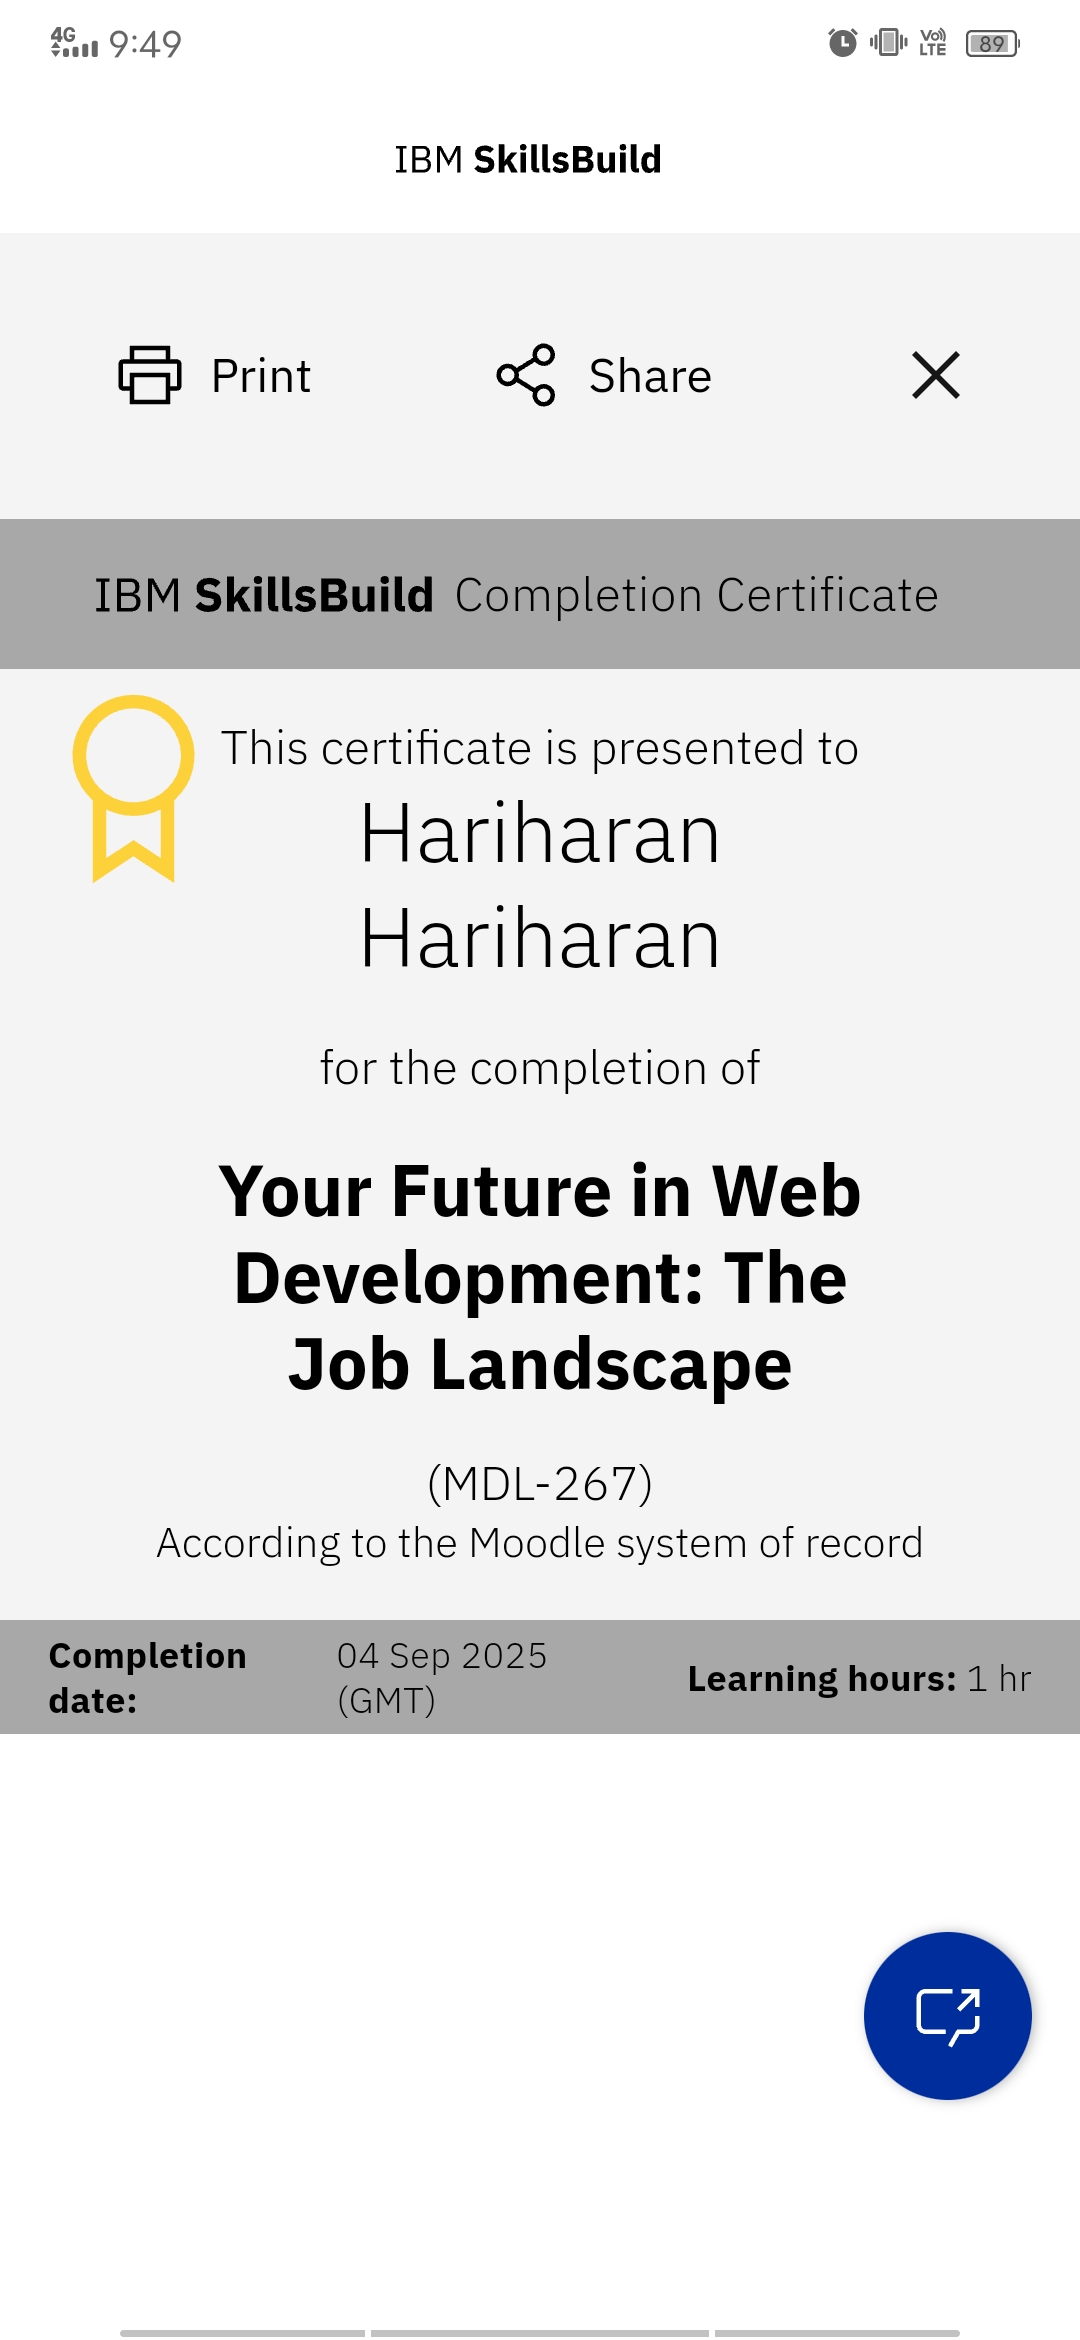 4G 9:49 Vo) LTE 89
IBM SkillsBuild
Print Share
IBM SkillsBuild Completion Certificate
This certificate is presented to
Hariharan
Hariharan
for the completion of
Your Future in Web
Development: The
Job Landscape
(MDL-267)
According to the Moodle system of record
Completion date: 04 Sep 2025 (GMT) Learning hours: 1 hr